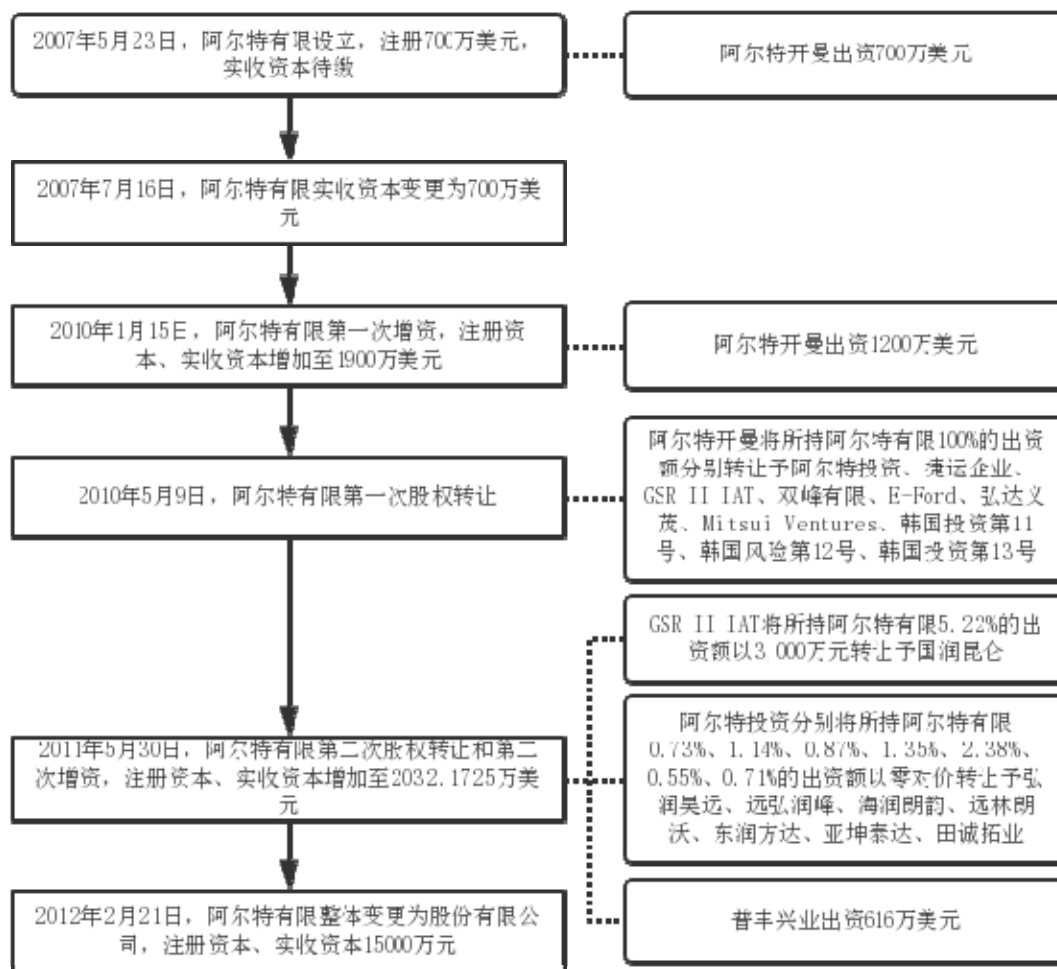 2007年5月23日，阿尔特有限设立，注册700万美元，
实收资本待缴
阿尔特开曼出资700万美元
2007年7月16日，阿尔特有限实收资本变更为700万美
元
2010年1月15日，阿尔特有限第一次增资，注册资
本、实收资本增加至1900万美元
阿尔特开曼出资1200万美元
2010年5月9日，阿尔特有限第一次股权转让
阿尔特开曼将所持阿尔特有限100%的出资
额分别转让予阿尔特投资、捷运企业、
GSR II IAT、双峰有限、E-Ford、弘达义
茂、Mitsui Ventures、韩国投资第11
号、韩国风险第12号、韩国投资第13号
GSR II IAT将所持阿尔特有限5.22%的出
资额以3 000万元转让予国润昆仑
2011年5月30日，阿尔特有限第二次股权转让和第二
次增资，注册资本、实收资本增加至2032.1725万美
元
阿尔特投资分别将所持阿尔特有限
0.73%、1.14%、0.87%、1.35%、2.38%、
0.55%、0.71%的出资额以零对价转让予弘
润昊远、远弘润峰、海润朗韵、远林朗
沃、东润方达、亚坤泰达、田诚拓业
2012年2月21日，阿尔特有限整体变更为股份有限公
司，注册资本、实收资本15000万元
普丰兴业出资616万美元